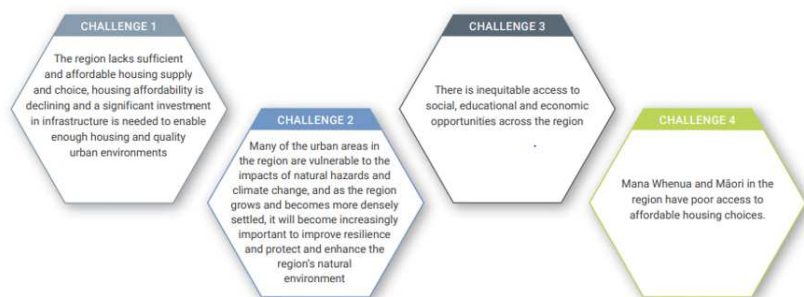 CHALLENGE 1
The region lacks sufficient
and affordable housing supply
and choice, housing affordability is
declining and a significant investment
in infrastructure is needed to enable
enough housing and quality
urban environments
CHALLENGE 2
Many of the urban areas in
the region are vulnerable to the
impacts of natural hazards and
climate change, and as the region
grows and becomes more densely
settled, it will become increasingly
important to improve resilience
and protect and enhance the
region's natural
environment
CHALLENGE 3
There is inequitable access to
social, educational and economic
opportunities across the region
CHALLENGE 4
Mana Whenua and Māori in the
region have poor access to
affordable housing choices.